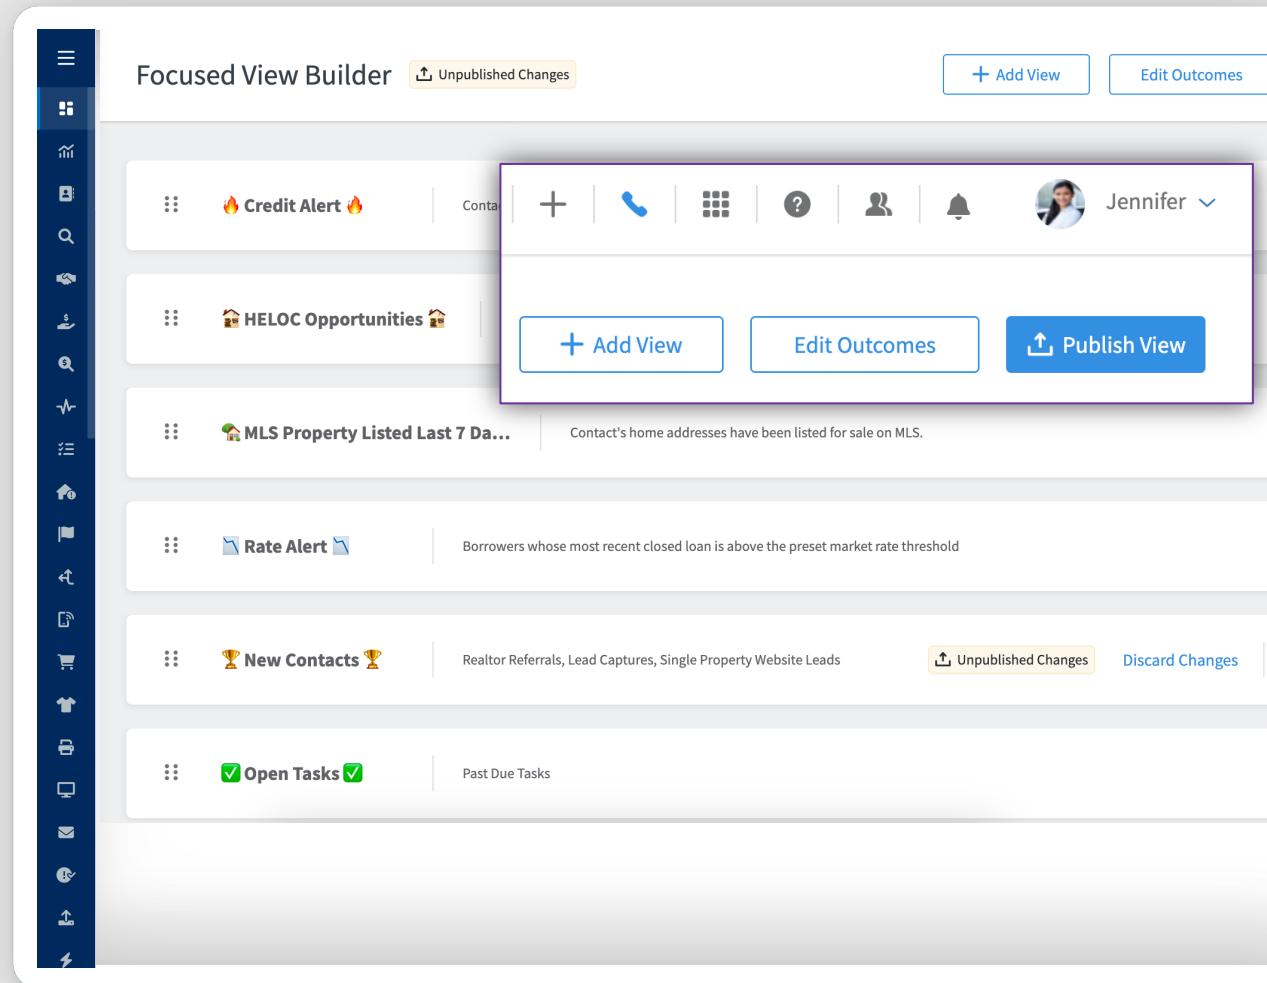 Focused View Builder
Unpublished Changes
Add View
Edit Outcomes
Jennifer
Add View
Edit Outcomes
Publish View
Credit Alert
HELOC Opportunities
MLS Property Listed Last 7 Da...
Contact's home addresses have been listed for sale on MLS.
Rate Alert
Borrowers whose most recent closed loan is above the preset market rate threshold
New Contacts
Realtor Referrals, Lead Captures, Single Property Website Leads
Unpublished Changes
Discard Changes
Open Tasks
Past Due Tasks